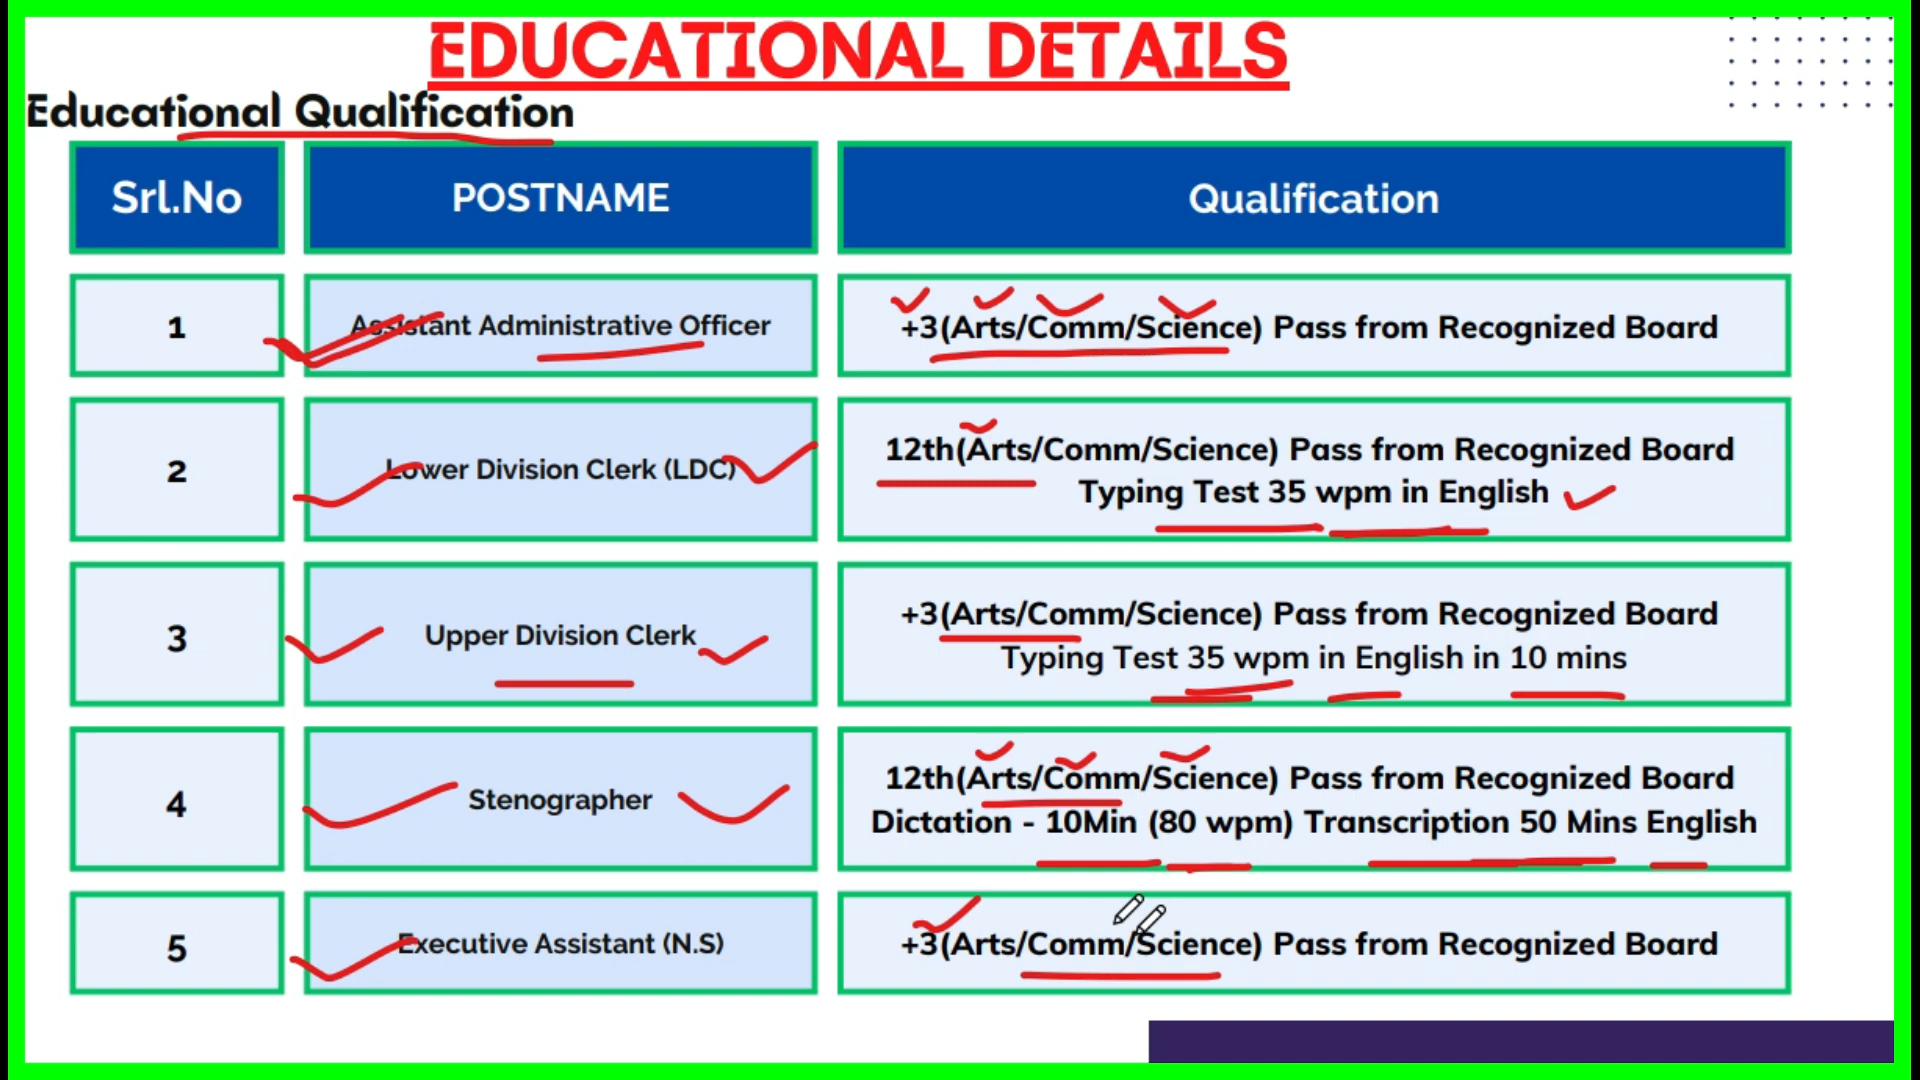 EDUCATIONAL DETAILS
Educational Qualification
Srl.No POSTNAME Qualification
1 Assistant Administrative Officer +3(Arts/Comm/Science) Pass from Recognized Board
2 Lower Division Clerk (LDC) 12th(Arts/Comm/Science) Pass from Recognized Board
Typing Test 35 wpm in English
3 Upper Division Clerk +3(Arts/Comm/Science) Pass from Recognized Board
Typing Test 35 wpm in English in 10 mins
4 Stenographer 12th(Arts/Comm/Science) Pass from Recognized Board
Dictation - 10Min (80 wpm) Transcription 50 Mins English
5 Executive Assistant (N.S) +3(Arts/Comm/Science) Pass from Recognized Board